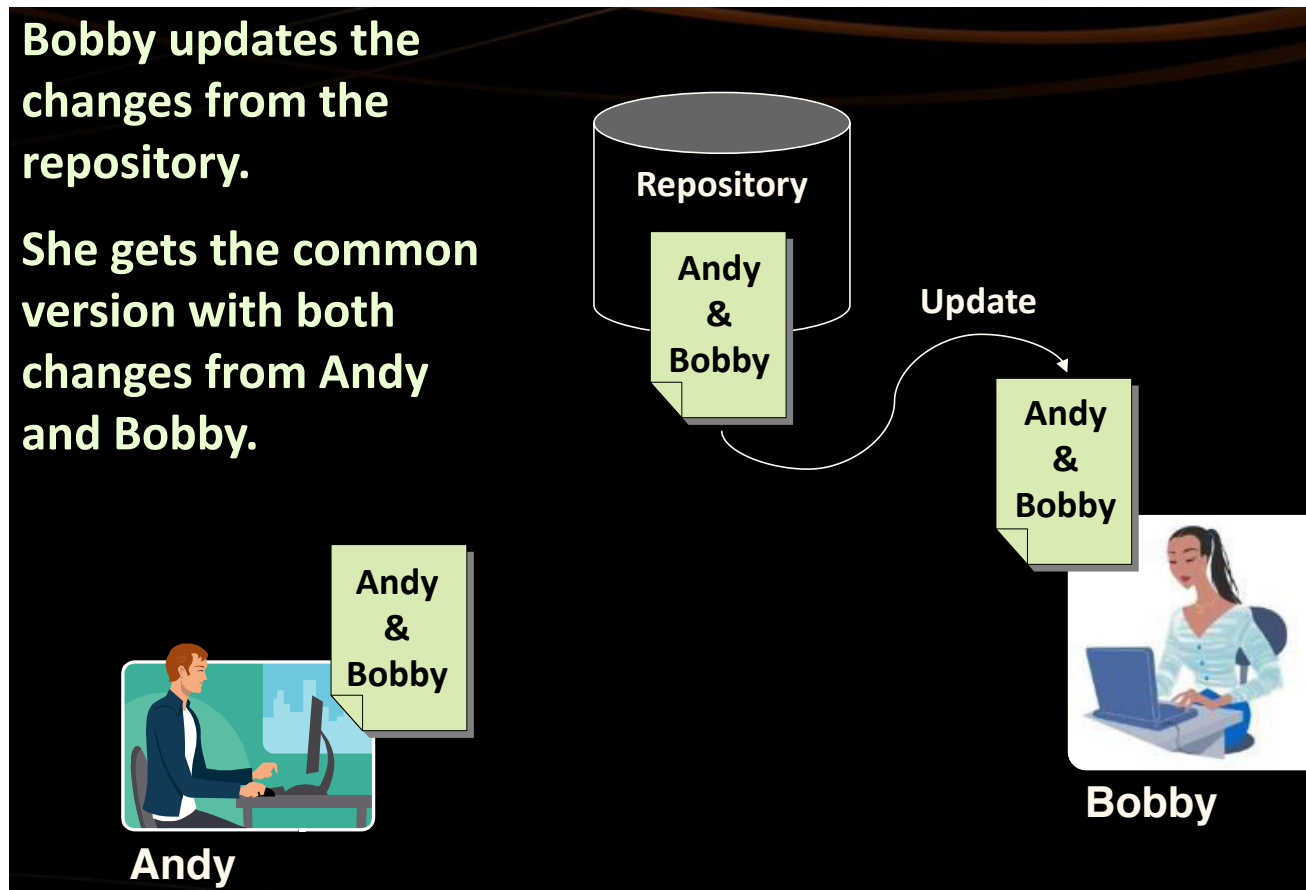 Bobby updates the
changes from the
repository.
She gets the common
version with both
changes from Andy
and Bobby.
Repository
Andy
&
Bobby
Update
Andy
&
Bobby
Andy
&
Bobby
Andy
Bobby